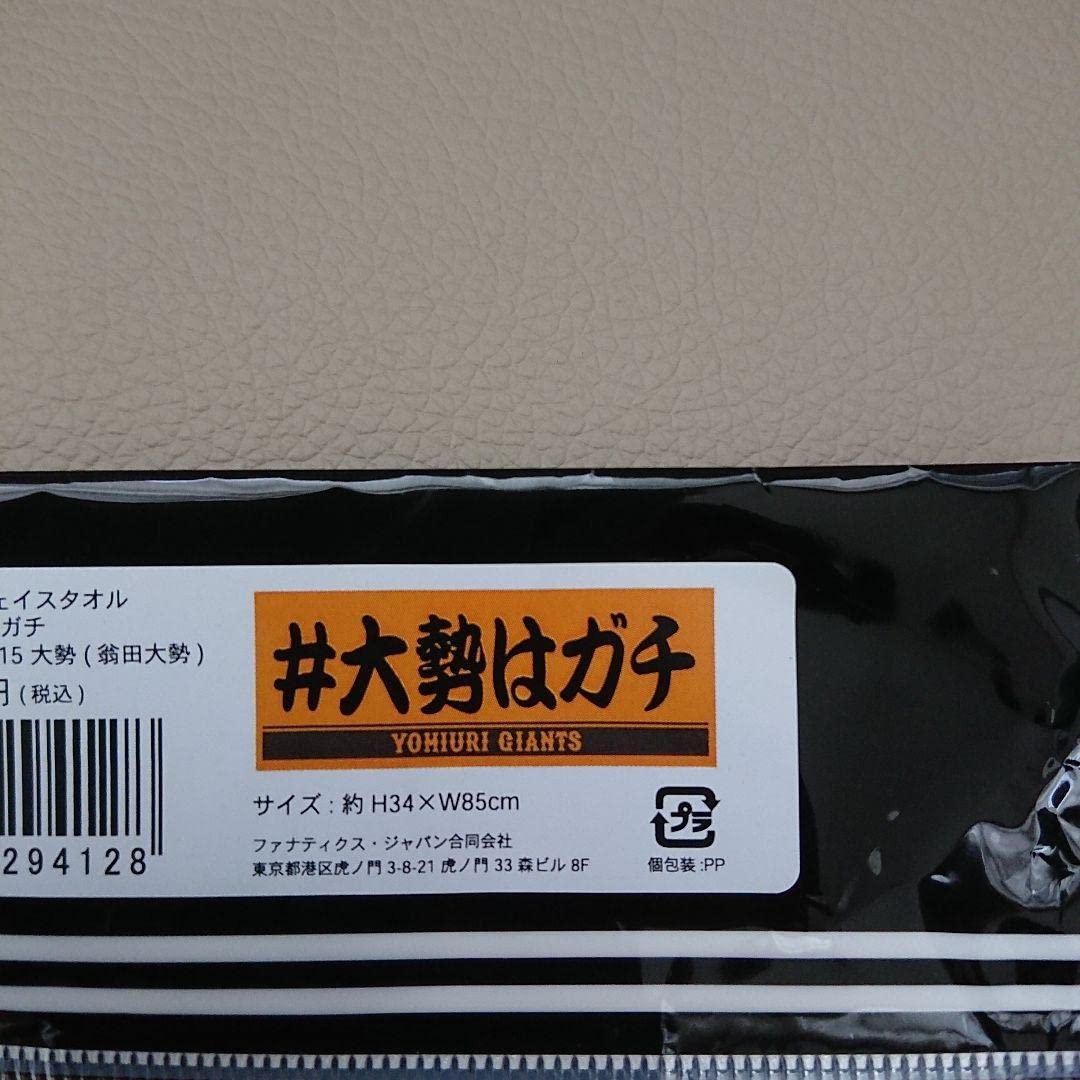 ェイスタオル
ガチ
15 大勢 ( 翁田大勢 )
円 ( 税込 )
294128
#大勢はガチ
YOMIURI GIANTS
サイズ : 約 H34×W85cm
ファナティクス・ジャパン合同会社
東京都港区虎ノ門 3-8-21 虎ノ門 33 森ビル 8F
プラ
個包装 :PP